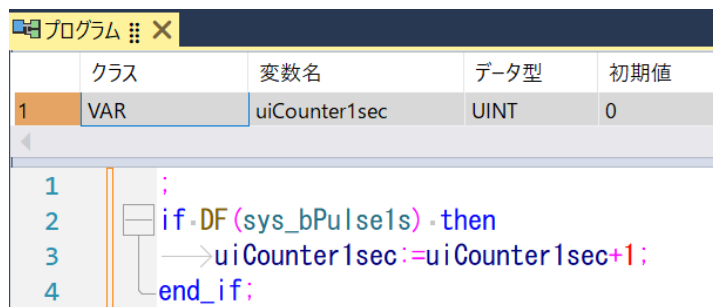 プログラム
クラス 変数名 データ型 初期値
1 VAR uiCounter1sec UINT 0
1 ;
2 if DF(sys_bPulse1s) then
3 uiCounter1sec:=uiCounter1sec+1;
4 end_if;